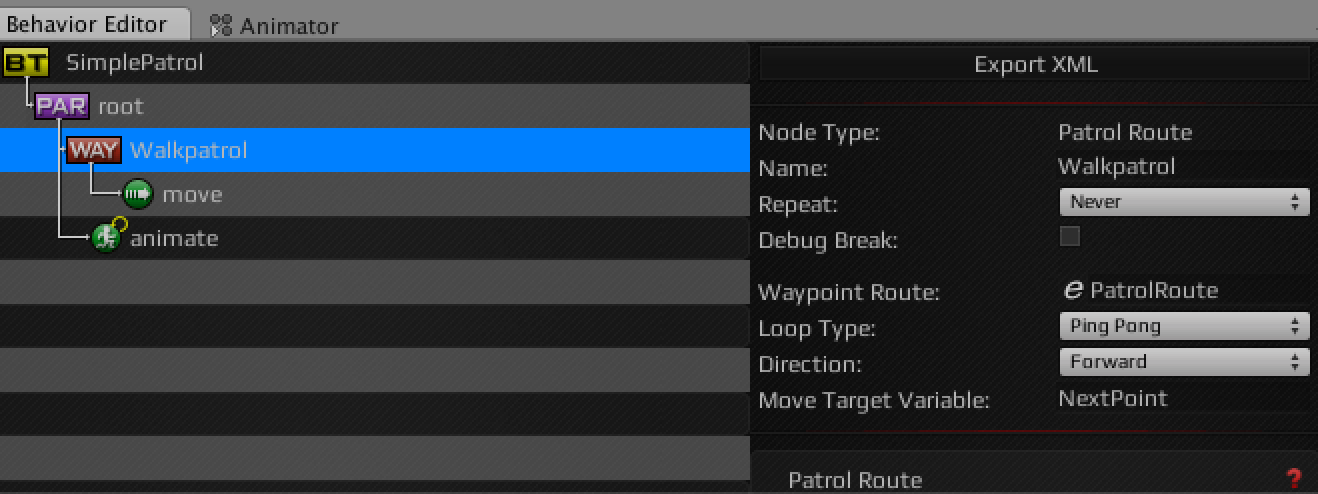 Behavior Editor
Animator
BT SimplePatrol
PAR root
WAY Walkpatrol
move
animate
Export XML
Node Type: Patrol Route
Name: Walkpatrol
Repeat: Never
Debug Break:
Waypoint Route: e PatrolRoute
Loop Type: Ping Pong
Direction: Forward
Move Target Variable: NextPoint
Patrol Route ?